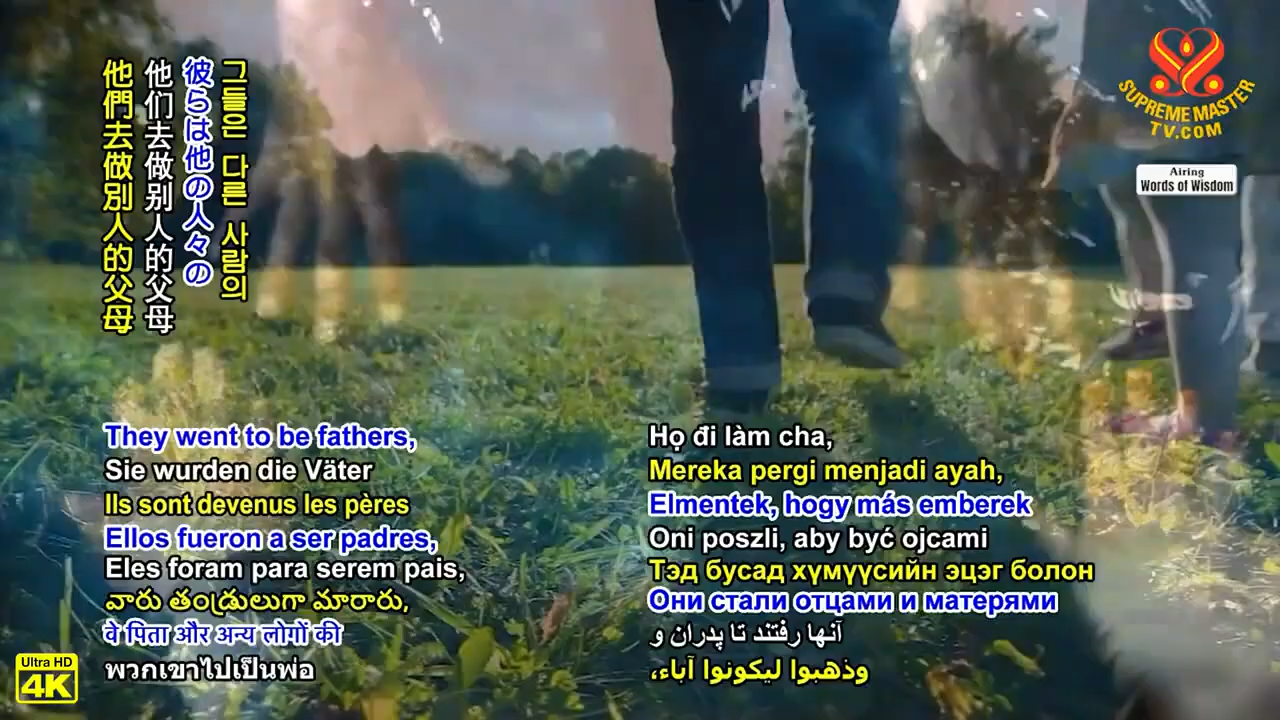 그들은 다른 사람의
彼らは他の人々の
他们去做别人的父母
他們去做別人的父母
SUPREME MASTER
TV.COM
Airing
Words of Wisdom
They went to be fathers,
Sie wurden die Väter
Ils sont devenus les pères
Ellos fueron a ser padres,
Eles foram para serem pais,
వారు తండ్రులుగా మారారు,
वे पिता और अन्य लोगों की
พวกเขาไปเป็นพ่อ
Họ đi làm cha,
Mereka pergi menjadi ayah,
Elmentek, hogy más emberek
Oni poszli, aby być ojcami
Тэд бусад хүмүүсийн эцэг болон
Они стали отцами и матерями
آنها رفتند تا پدران و
وذهبوا ليكونوا آباء،
Ultra HD
4K